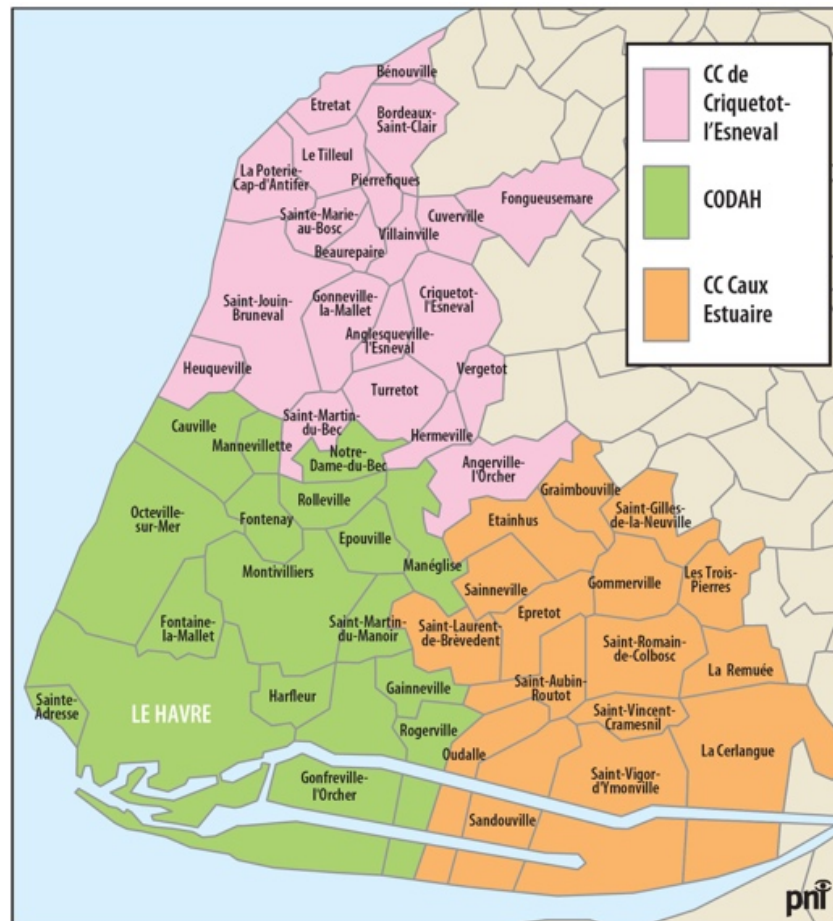 CC de
Criquetot-
l'Esneval
CODAH
CC Caux
Estuaire
Bénouville
Etretat
Bordeaux-
Saint-Clair
Le Tilleul
La Poterie-
Cap-d'Antifer
Pierrefiques
Fongueusemare
Sainte-Marie-
au-Bosc
Cuverville
Villainville
Beaurepaire
Saint-Jouin-
Bruneval
Gonneville-
la-Mallet
Criquetot-
l'Esneval
Anglesqueville-
l'Esneval
Heuqueville
Vergetot
Turretot
Saint-Martin-
du-Bec
Cauville
Mannevillette
Hermeville
Notre-
Dame-du-Bec
Angerville-
l'Orcher
Graimbouville
Rolleville
Saint-Gilles-
de-la-Neuville
Octeville-
sur-Mer
Fontenay
Etainhus
Epouville
Manéglise
Montivilliers
Les Trois-
Pierres
Sainneville
Gommerville
Epretot
Fontaine-
la-Mallet
Saint-Martin-
du-Manoir
Saint-Laurent-
de-Brèvedent
Saint-Romain-
de-Colbosc
La Remuée
Gainneville
Saint-Aubin-
Routot
Sainte-
Adresse
LE HAVRE
Harfleur
Saint-Vincent-
Cramesnil
Rogerville
Oudalle
La Cerlangue
Gonfreville-
l'Orcher
Saint-Vigor-
d'Ymonville
Sandouville
pni